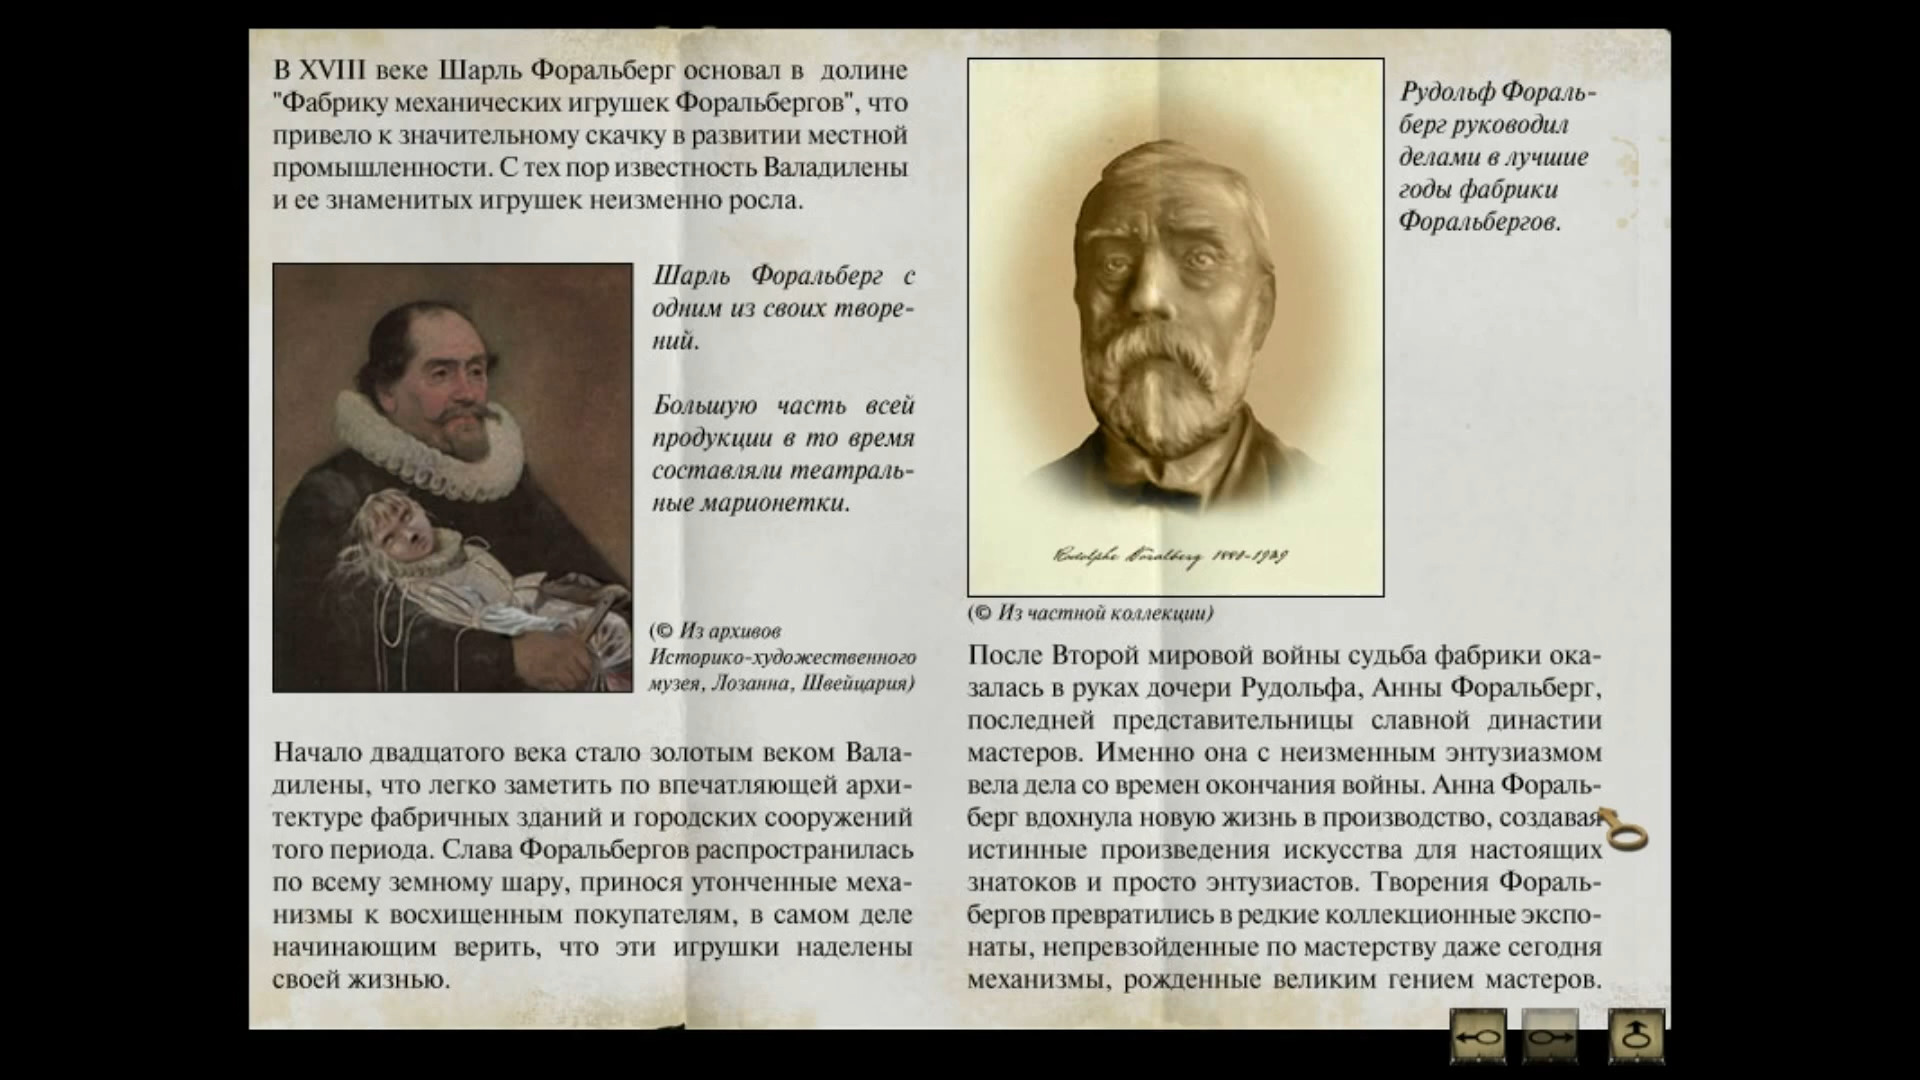 В XVIII веке Шарль Форальберг основал в долине
"Фабрику механических игрушек Форальбергов", что
привело к значительному скачку в развитии местной
промышленности. С тех пор известность Валадилены
и ее знаменитых игрушек неизменно росла.
Шарль Форальберг с
одним из своих творе-
ний.
Большую часть всей
продукции в то время
составляли театраль-
ные марионетки.
(© Из архивов
Историко-художественного
музея, Лозанна, Швейцария)
Начало двадцатого века стало золотым веком Вала-
дилены, что легко заметить по впечатляющей архи-
тектуре фабричных зданий и городских сооружений
того периода. Слава Форальбергов распространилась
по всему земному шару, принося утонченные меха-
низмы к восхищенным покупателям, в самом деле
начинающим верить, что эти игрушки наделены
своей жизнью.
Рудольф Фораль-
берг руководил
делами в лучшие
годы фабрики
Форальбергов.
Rodolphe Voralberg
(© Из частной коллекции)
После Второй мировой войны судьба фабрики ока-
залась в руках дочери Рудольфа, Анны Форальберг,
последней представительницы славной династии
мастеров. Именно она с неизменным энтузиазмом
вела дела со времен окончания войны. Анна Фораль-
берг вдохнула новую жизнь в производство, создавая
истинные произведения искусства для настоящих
знатоков и просто энтузиастов. Творения Фораль-
бергов превратились в редкие коллекционные экспо-
наты, непревзойденные по мастерству даже сегодня
механизмы, рожденные великим гением мастеров.